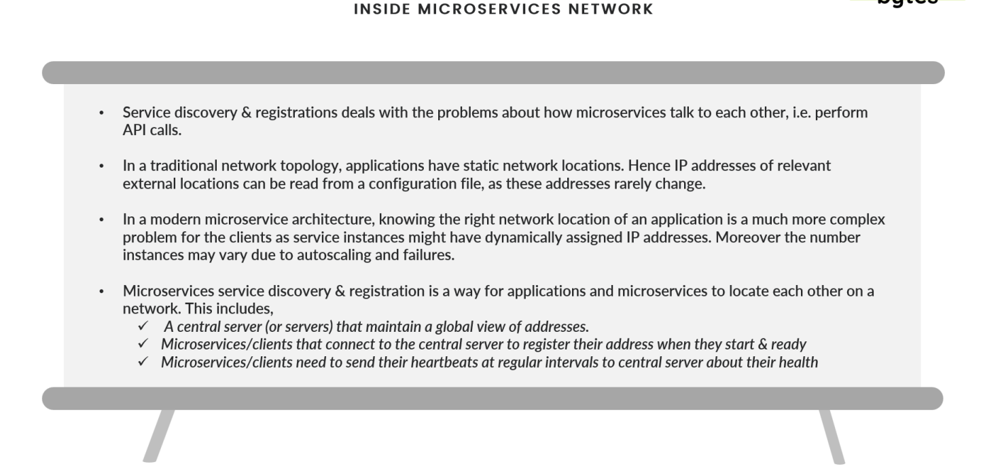 INSIDE MICROSERVICES NETWORK
bytes
• Service discovery & registrations deals with the problems about how microservices talk to each other, i.e. perform
API calls.
• In a traditional network topology, applications have static network locations. Hence IP addresses of relevant
external locations can be read from a configuration file, as these addresses rarely change.
• In a modern microservice architecture, knowing the right network location of an application is a much more complex
problem for the clients as service instances might have dynamically assigned IP addresses. Moreover the number
instances may vary due to autoscaling and failures.
• Microservices service discovery & registration is a way for applications and microservices to locate each other on a
network. This includes,
✓ A central server (or servers) that maintain a global view of addresses.
✓ Microservices/clients that connect to the central server to register their address when they start & ready
✓ Microservices/clients need to send their heartbeats at regular intervals to central server about their health